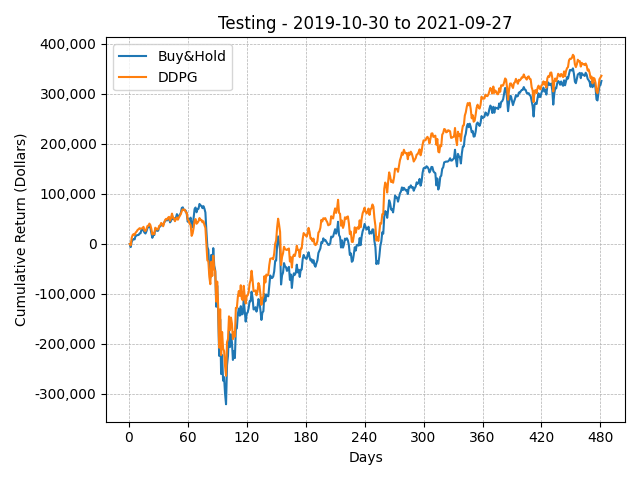 Testing - 2019-10-30 to 2021-09-27
Cumulative Return (Dollars)
400,000
300,000
200,000
100,000
0
-100,000
-200,000
-300,000
Buy&Hold
DDPG
0 60 120 180 240 300 360 420 480
Days